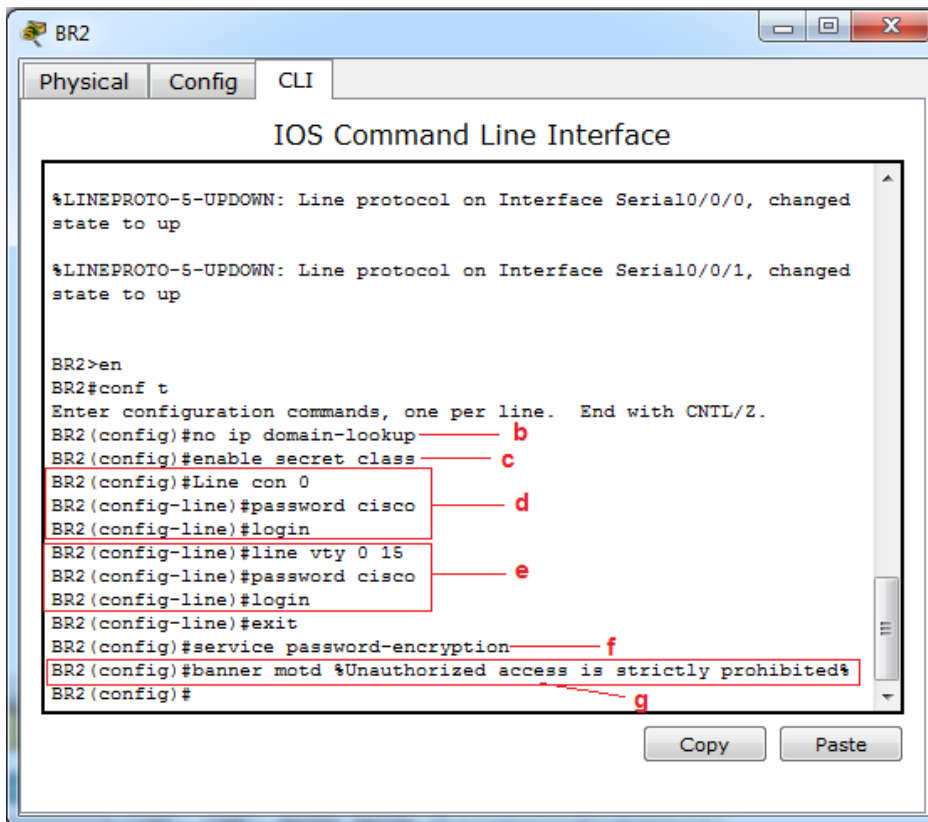 BR2
Physical Config CLI
IOS Command Line Interface
%LINEPROTO-5-UPDOWN: Line protocol on Interface Serial0/0/0, changed
state to up
%LINEPROTO-5-UPDOWN: Line protocol on Interface Serial0/0/1, changed
state to up
BR2>en
BR2#conf t
Enter configuration commands, one per line.  End with CNTL/Z.
BR2(config)#no ip domain-lookup b
BR2(config)#enable secret class c
BR2(config)#Line con 0
BR2(config-line)#password cisco d
BR2(config-line)#login
BR2(config-line)#line vty 0 15
BR2(config-line)#password cisco e
BR2(config-line)#login
BR2(config-line)#exit
BR2(config)#service password-encryption f
BR2(config)#banner motd %Unauthorized access is strictly prohibited%
BR2(config)# g
Copy Paste